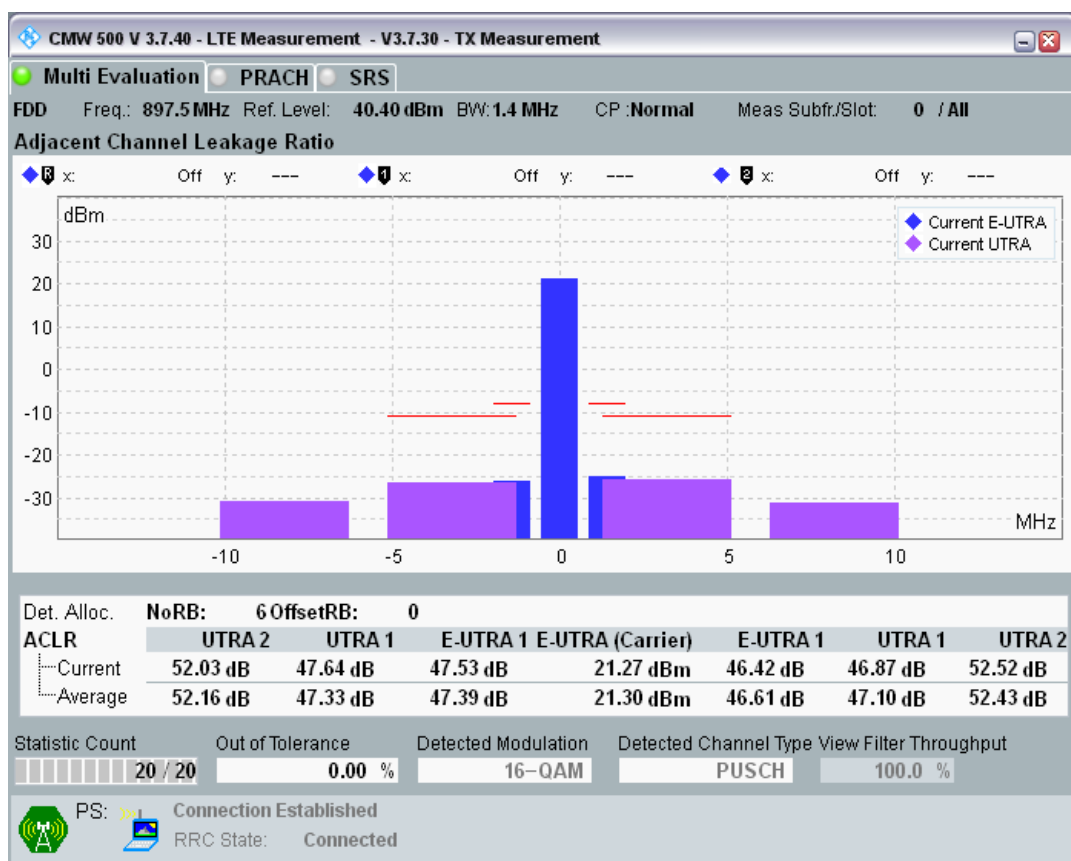 CMW 500 V 3.7.40 - LTE Measurement - V3.7.30 - TX Measurement
Multi Evaluation PRACH SRS
FDD Freq.: 897.5 MHz Ref. Level: 40.40 dBm BW: 1.4 MHz CP :Normal Meas Subfr./Slot: 0 / All
Adjacent Channel Leakage Ratio
R x: Off y: --- 1 x: Off y: --- 2 x: Off y: ---
dBm
Current E-UTRA
Current UTRA
30
20
10
0
-10
-20
-30
MHz
-10 -5 0 5 10
Det. Alloc. NoRB: 6 OffsetRB: 0
ACLR UTRA 2 UTRA 1 E-UTRA 1 E-UTRA (Carrier) E-UTRA 1 UTRA 1 UTRA 2
Current 52.03 dB 47.64 dB 47.53 dB 21.27 dBm 46.42 dB 46.87 dB 52.52 dB
Average 52.16 dB 47.33 dB 47.39 dB 21.30 dBm 46.61 dB 47.10 dB 52.43 dB
Statistic Count Out of Tolerance Detected Modulation Detected Channel Type View Filter Throughput
20 / 20 0.00 % 16-QAM PUSCH 100.0 %
PS: Connection Established
RRC State: Connected